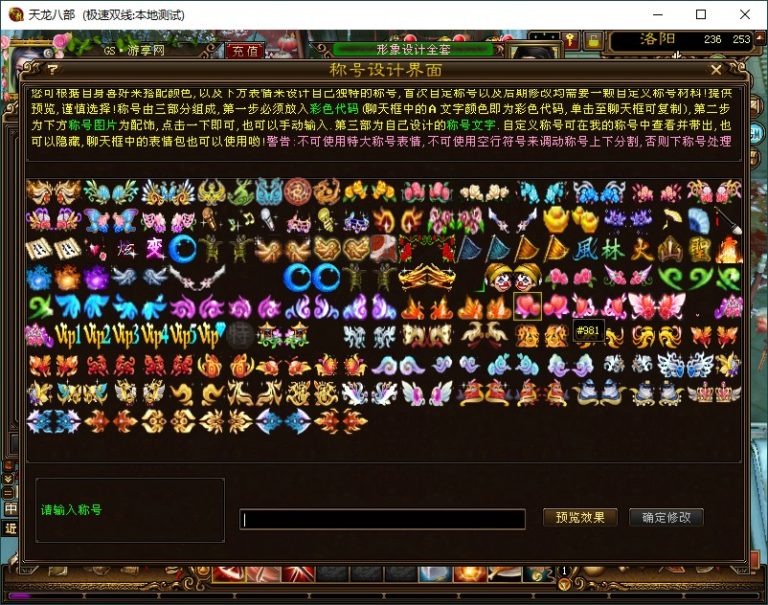 天龙八部 (极速双线:本地测试)
GS·游亭网
充值
形象设计全套
洛阳
236 253
?
称号设计界面
您可根据自身喜好来搭配颜色,以及下方表情来设计自己独特的称号,首次自定称号以及后期修改均需要一颗自定义称号材料!提供
预览,谨值选择!称号由三部分组成,第一步必须放入彩色代码(聊天框中的A文字颜色即为彩色代码,单击至聊天框可复制),第二步
为下方称号图片为配饰,点击一下即可,也可以手动输入.第三部为自己设计的称号文字.自定义称号可在我的称号中查看并带出,也
可以隐藏,聊天框中的表情包也可以使用哟!警告:不可使用特大称号表情,不可使用空行符号来调动称号上下分割,否则下称号处理
炫 变
風 林 火 聖
Vip1 Vip2 Vip3 Vip4 Vip5 Vip 特
#981
请输入称号
预览效果
确定修改
中
近
1